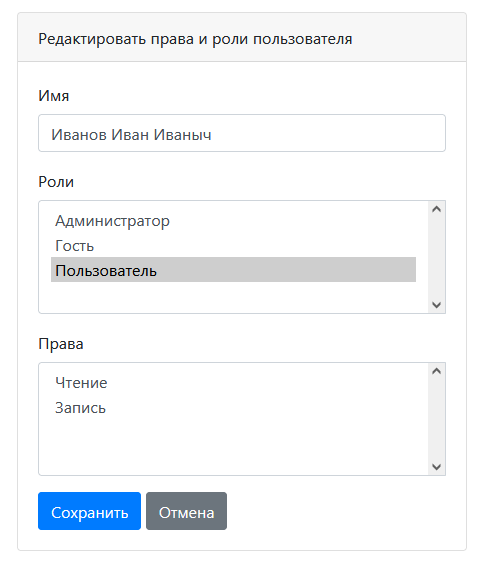 Редактировать права и роли пользователя
Имя
Иванов Иван Иваныч
Роли
Администратор
Гость
Пользователь
Права
Чтение
Запись
Сохранить Отмена